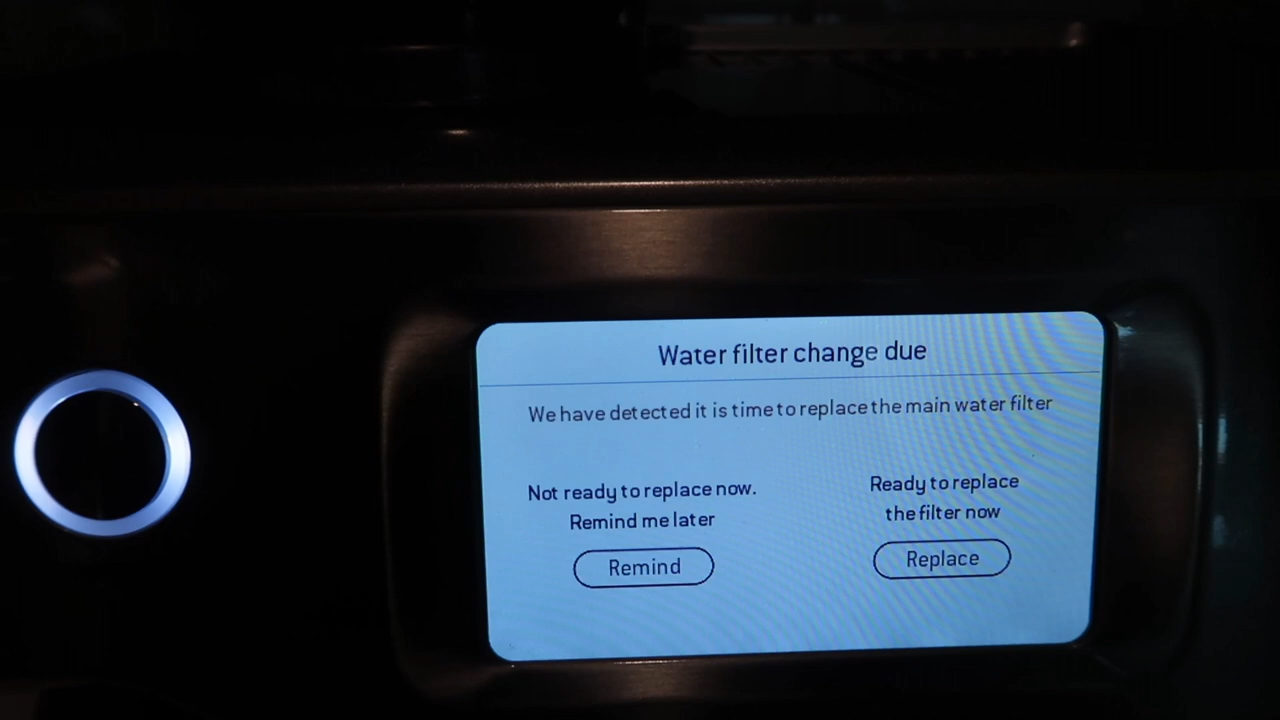 Water filter change due
We have detected it is time to replace the main water filter
Not ready to replace now.
Remind me later
Remind
Ready to replace
the filter now
Replace